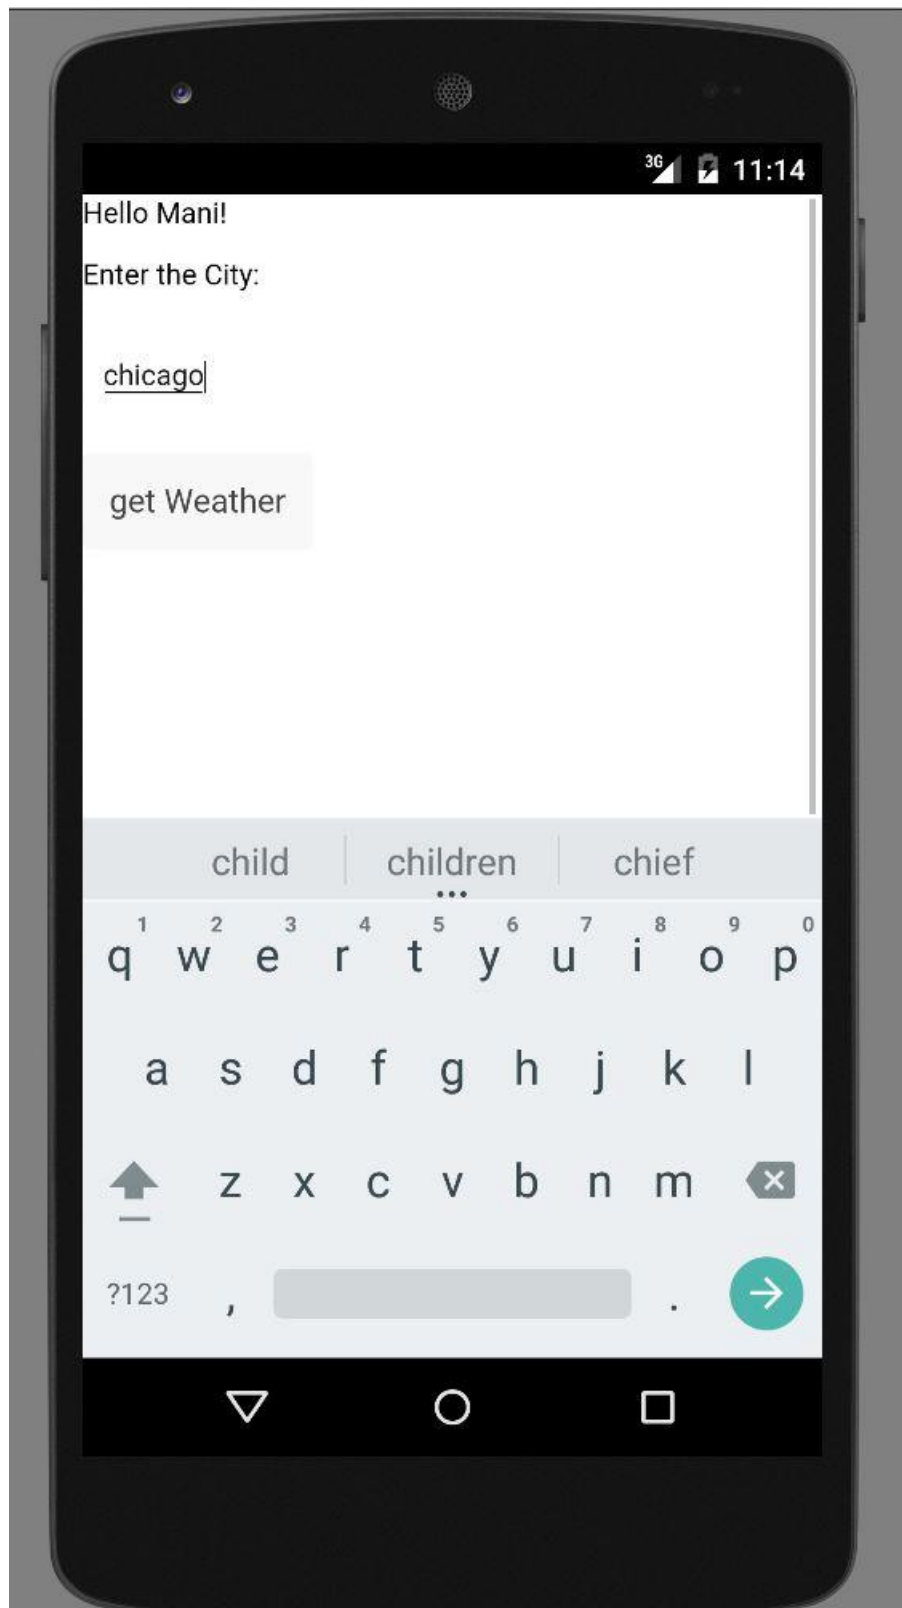 3G 11:14
Hello Mani!
Enter the City:
chicago
get Weather
child children chief
1 2 3 4 5 6 7 8 9 0
q w e r t y u i o p
a s d f g h j k l
z x c v b n m
?123 , .